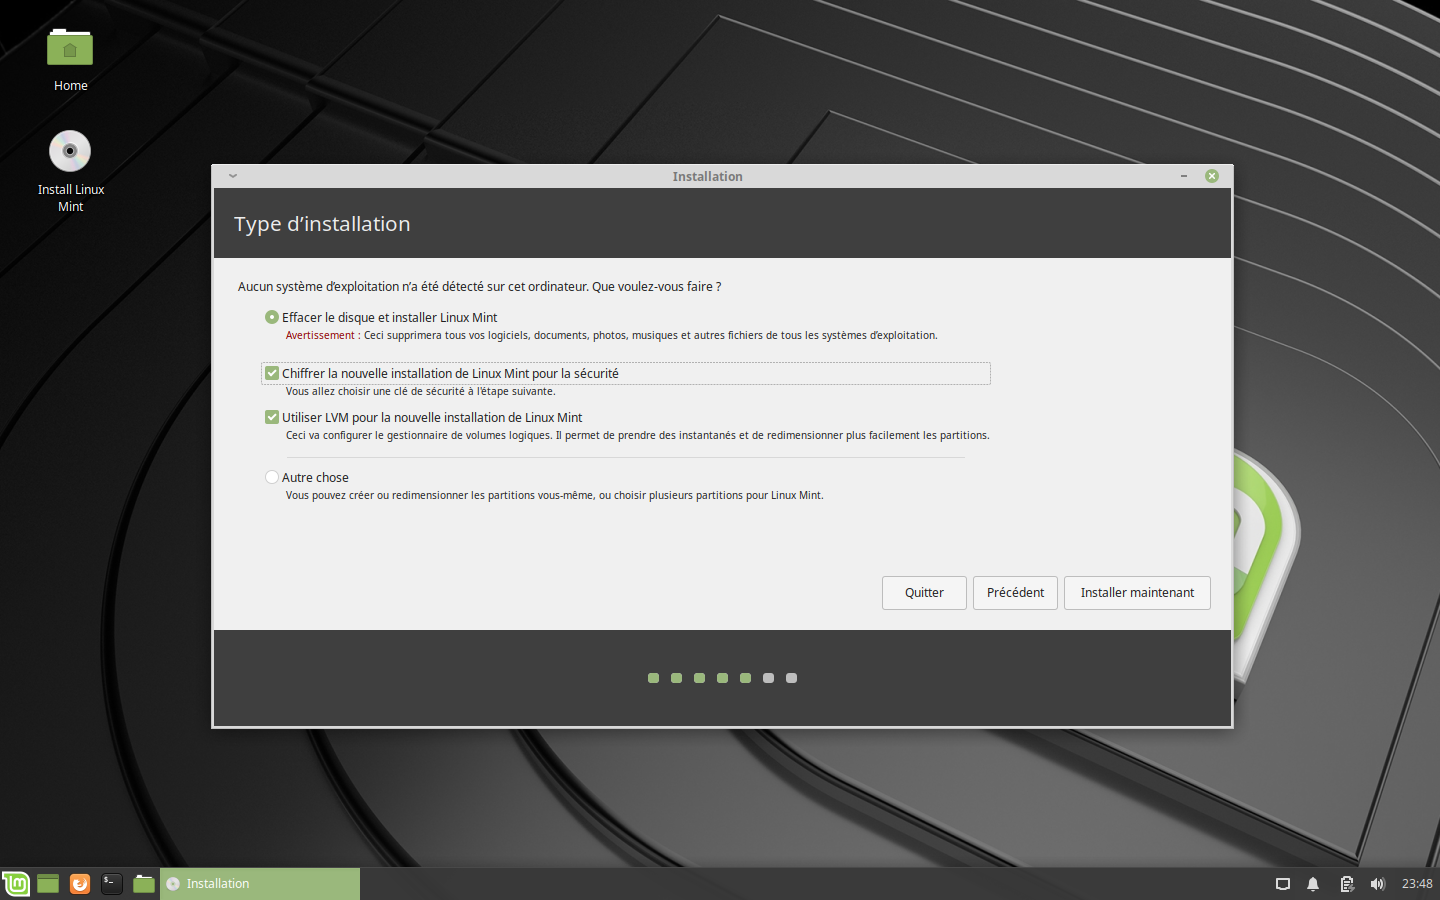 Home
Install Linux
Mint
Installation
Type d’installation
Aucun système d’exploitation n’a été détecté sur cet ordinateur. Que voulez-vous faire ?
Effacer le disque et installer Linux Mint
Avertissement : Ceci supprimera tous vos logiciels, documents, photos, musiques et autres fichiers de tous les systèmes d’exploitation.
Chiffrer la nouvelle installation de Linux Mint pour la sécurité
Vous allez choisir une clé de sécurité à l'étape suivante.
Utiliser LVM pour la nouvelle installation de Linux Mint
Ceci va configurer le gestionnaire de volumes logiques. Il permet de prendre des instantanés et de redimensionner plus facilement les partitions.
Autre chose
Vous pouvez créer ou redimensionner les partitions vous-même, ou choisir plusieurs partitions pour Linux Mint.
Quitter
Précédent
Installer maintenant
Installation
23:48